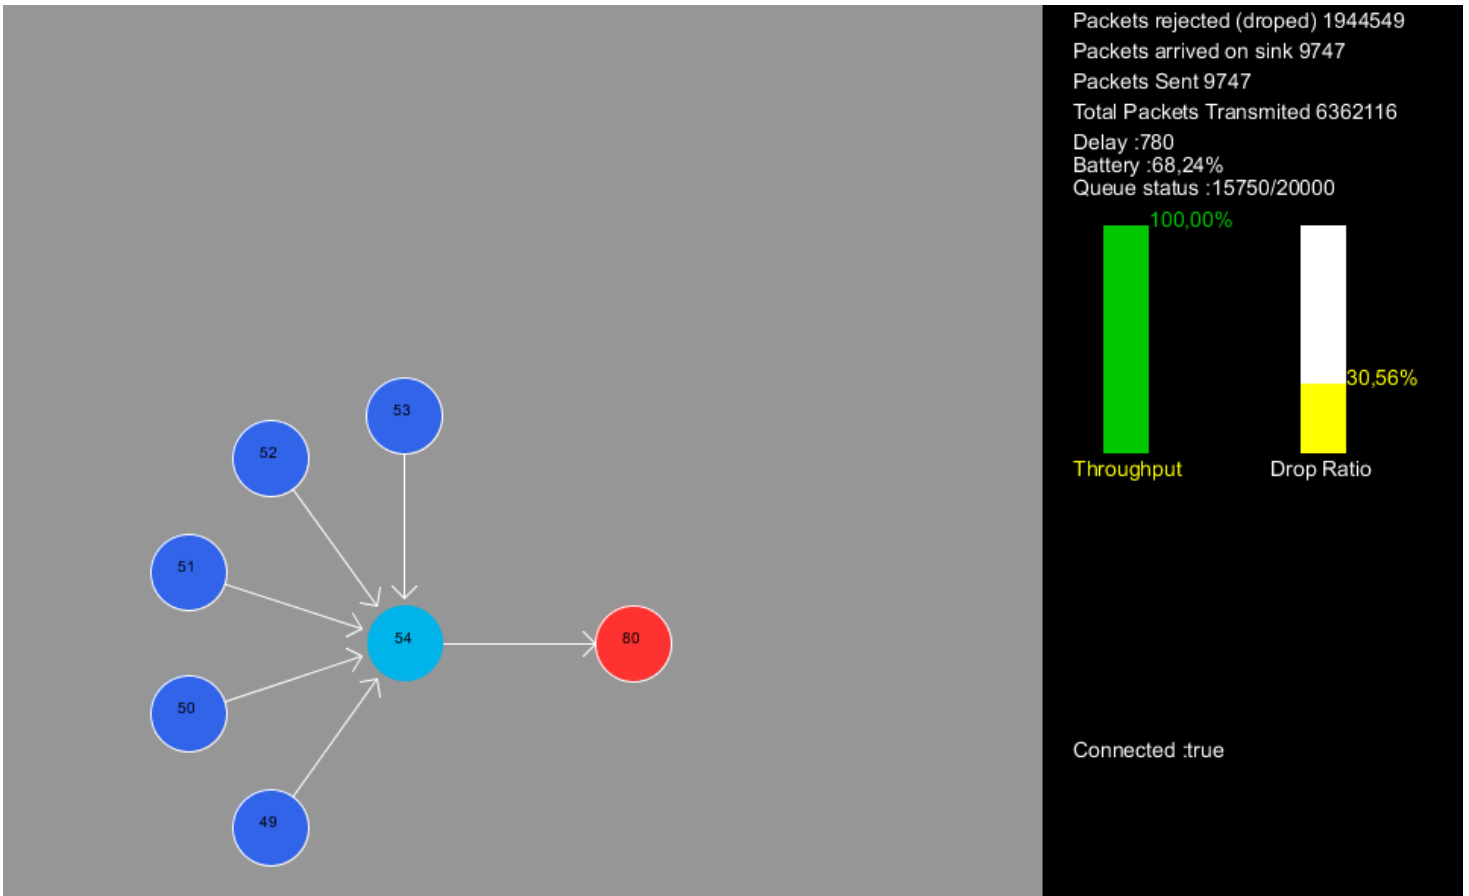 Packets rejected (droped) 1944549
Packets arrived on sink 9747
Packets Sent 9747
Total Packets Transmited 6362116
Delay :780
Battery :68,24%
Queue status :15750/20000
100,00%
30,56%
Throughput
Drop Ratio
Connected :true
53
52
51
54
80
50
49